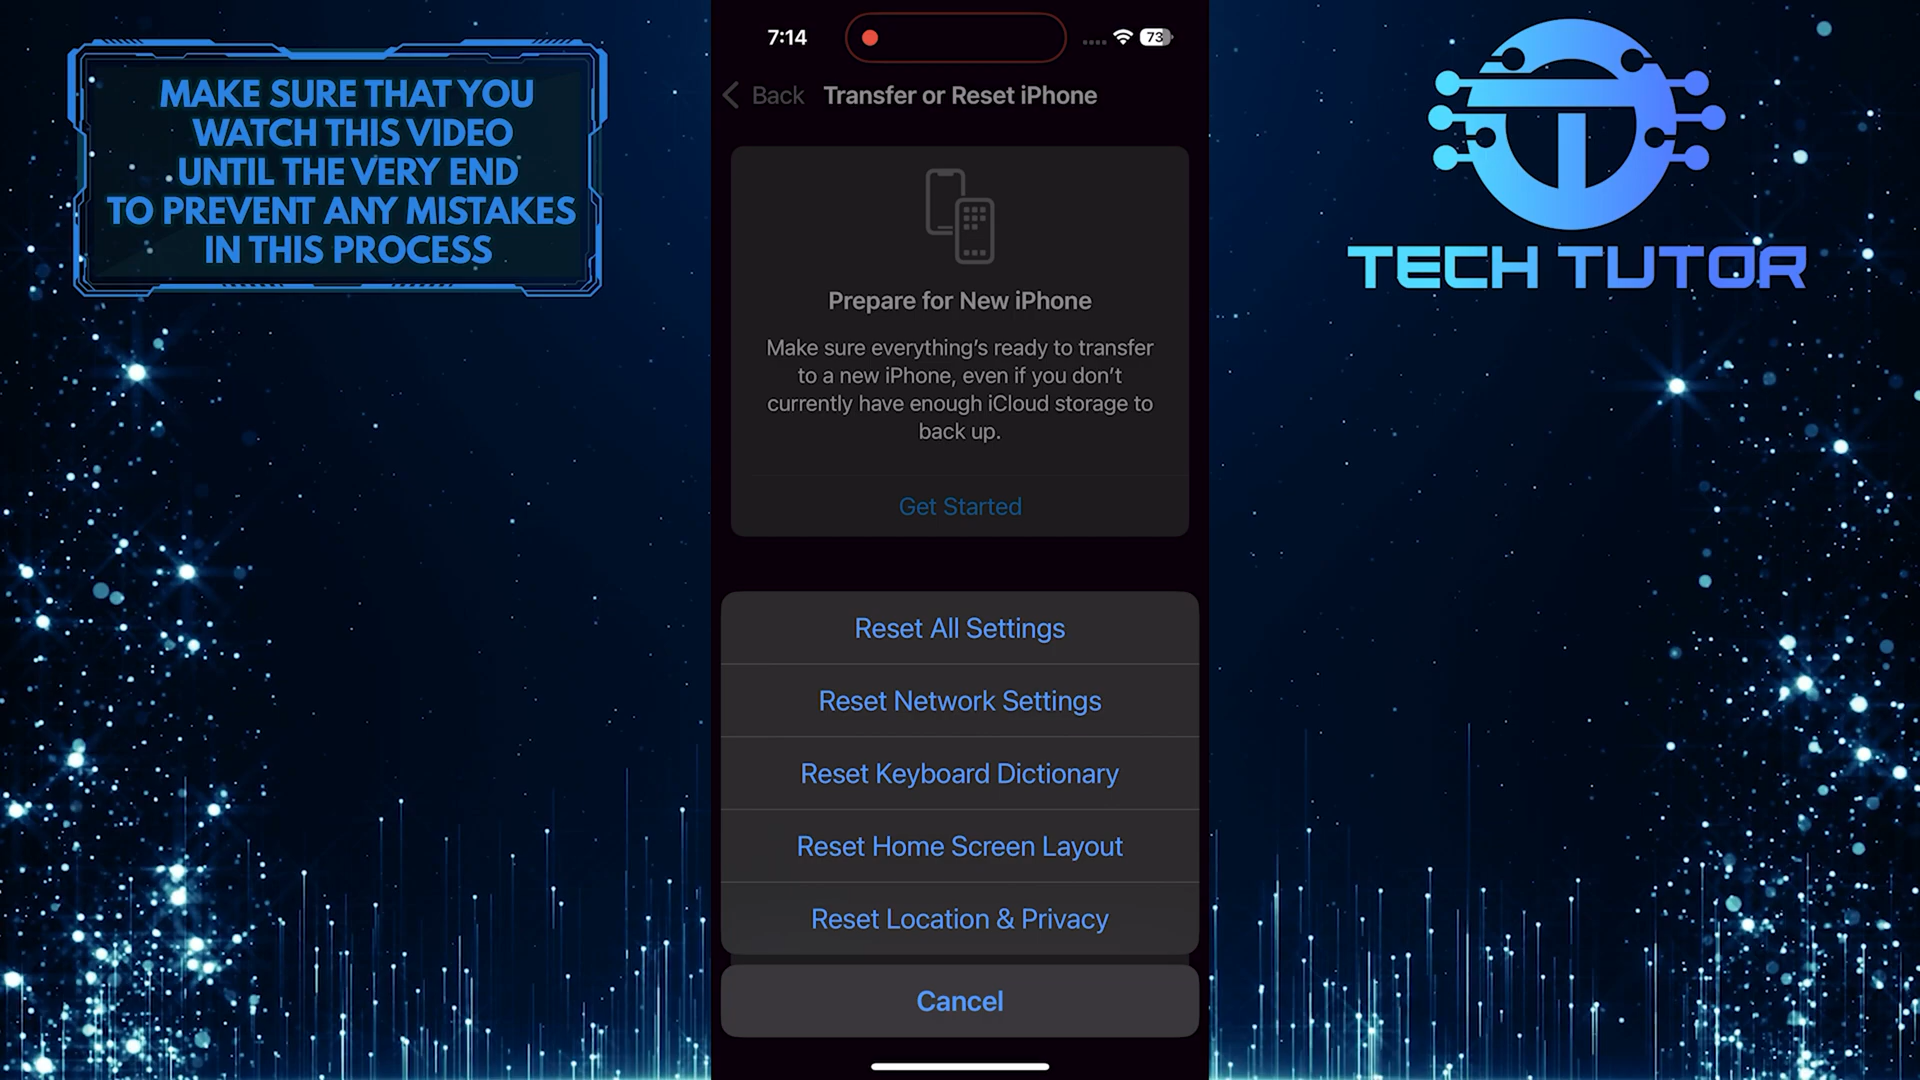 MAKE SURE THAT YOU
WATCH THIS VIDEO
UNTIL THE VERY END
TO PREVENT ANY MISTAKES
IN THIS PROCESS
7:14
73
Back
Transfer or Reset iPhone
Prepare for New iPhone
Make sure everything's ready to transfer
to a new iPhone, even if you don't
currently have enough iCloud storage to
back up.
Get Started
Reset All Settings
Reset Network Settings
Reset Keyboard Dictionary
Reset Home Screen Layout
Reset Location & Privacy
Cancel
TECH TUTOR